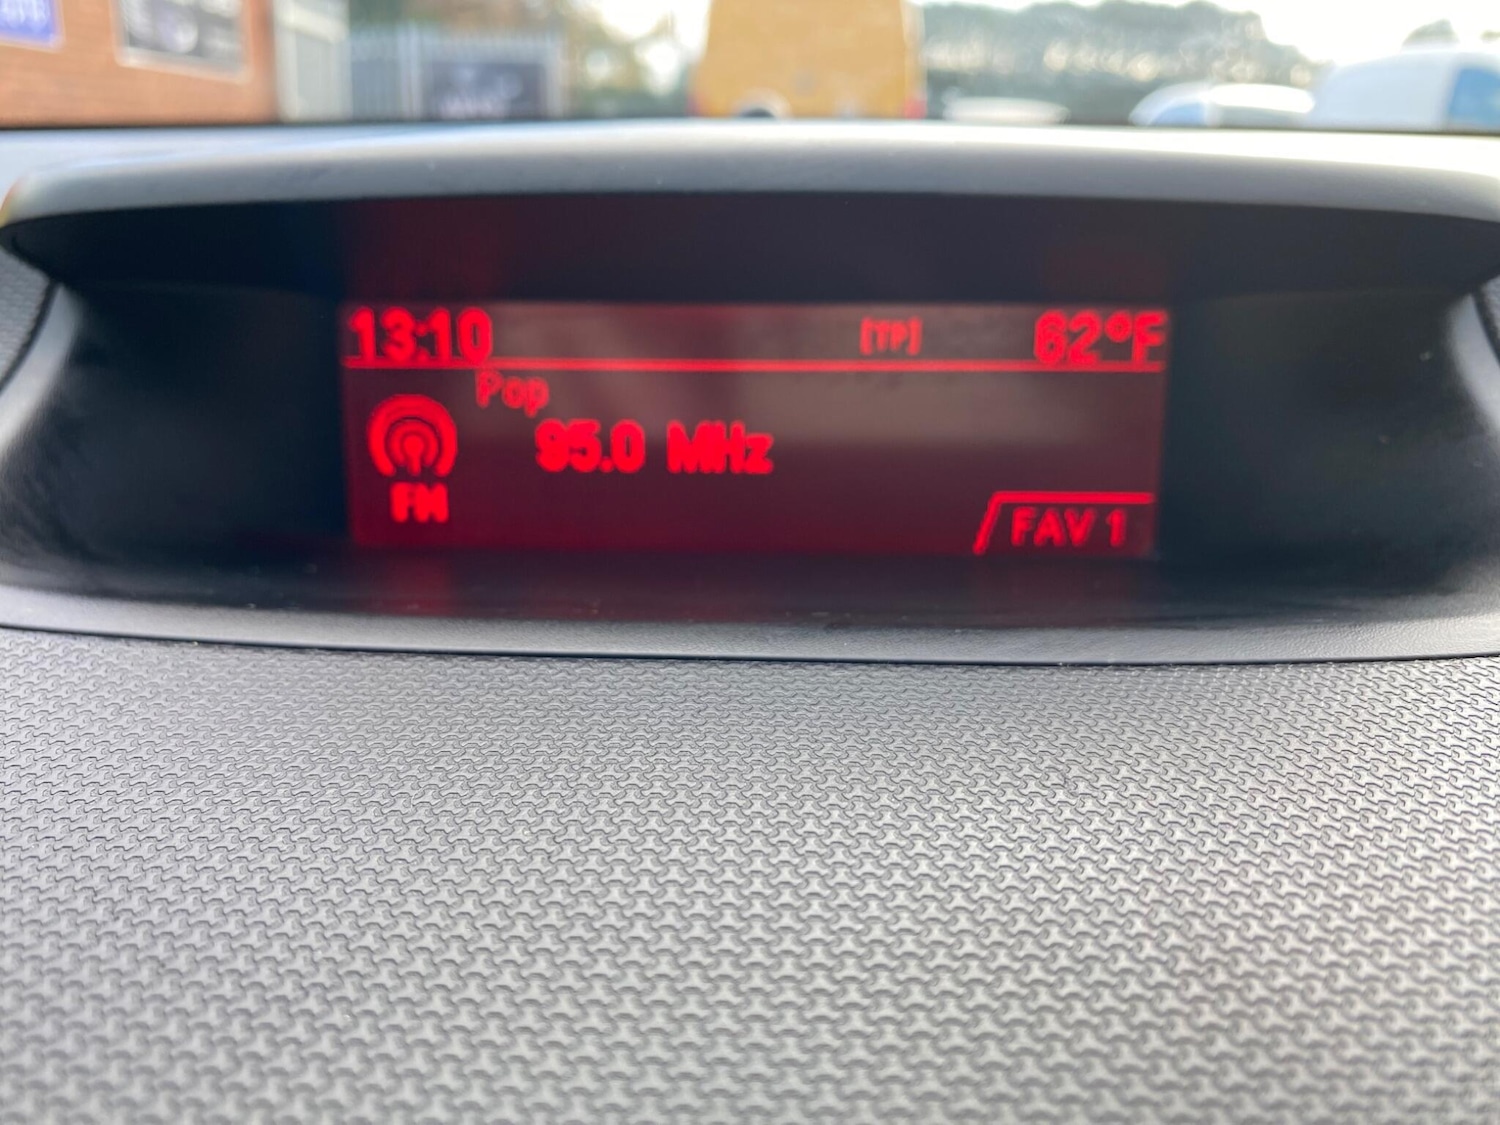 13:10 [TP] 62°F
Pop
95.0 MHz
FM
FAV 1